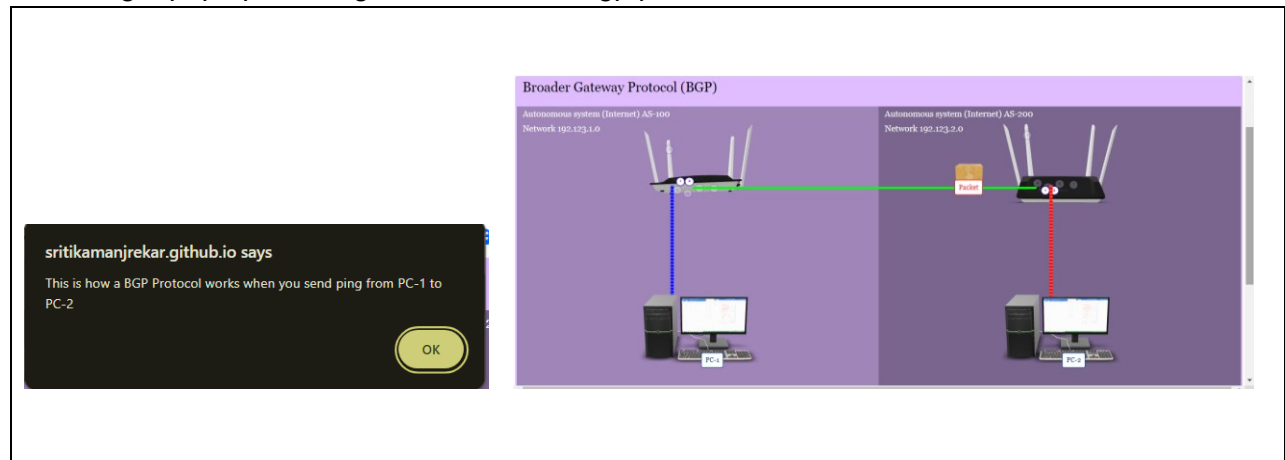 sritikamanjrekar.github.io says
This is how a BGP Protocol works when you send ping from PC-1 to
PC-2
OK
Broader Gateway Protocol (BGP)
Autonomous system (Internet) AS-100
Network 192.123.1.0
Autonomous system (Internet) AS-200
Network 192.123.2.0
Packet
PC-1
PC-2